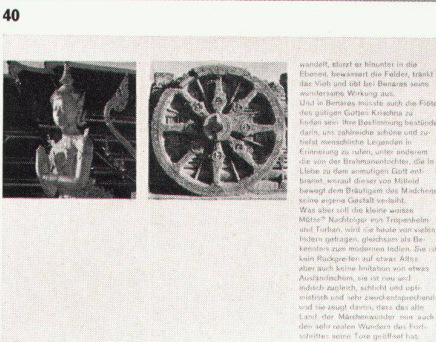 40
wandelt, stürzt er hinunter in die
Ebenen, bewässert die Felder, tränkt
das Vieh und übt bei Benares seine
wundersame Wirkung aus.
Und in Benares müsste auch die Flöte
des gütigen Gottes Krischna zu
finden sein. Ihre Bestimmung bestünde
darin, uns zahlreiche schöne und zu-
tiefst menschliche Legenden in
Erinnerung zu rufen, unter anderem
die von der Brahmanentochter, die in
Liebe zu dem anmutigen Gott ent-
brannt, worauf dieser von Mitleid
bewegt dem Bräutigam des Mädchens
seine eigene Gestalt verleiht.
Was aber soll die kleine weisse
Mütze? Nachfolger von Tropenhelm
und Turban, wird sie heute von vielen
Indern getragen, gleichsam als Be-
kenntnis zum modernen Indien. Sie ist
kein Rückgreifen auf etwas Altes
aber auch keine Imitation von etwas
Ausländischem, sie ist neu und
indisch zugleich, schlicht und opti-
mistisch und sehr zweckentsprechend
und sie zeugt davon, dass das alte
Land der Märchenwunder nun auch
den sehr realen Wundern des Fort-
schrittes seine Tore geöffnet hat.